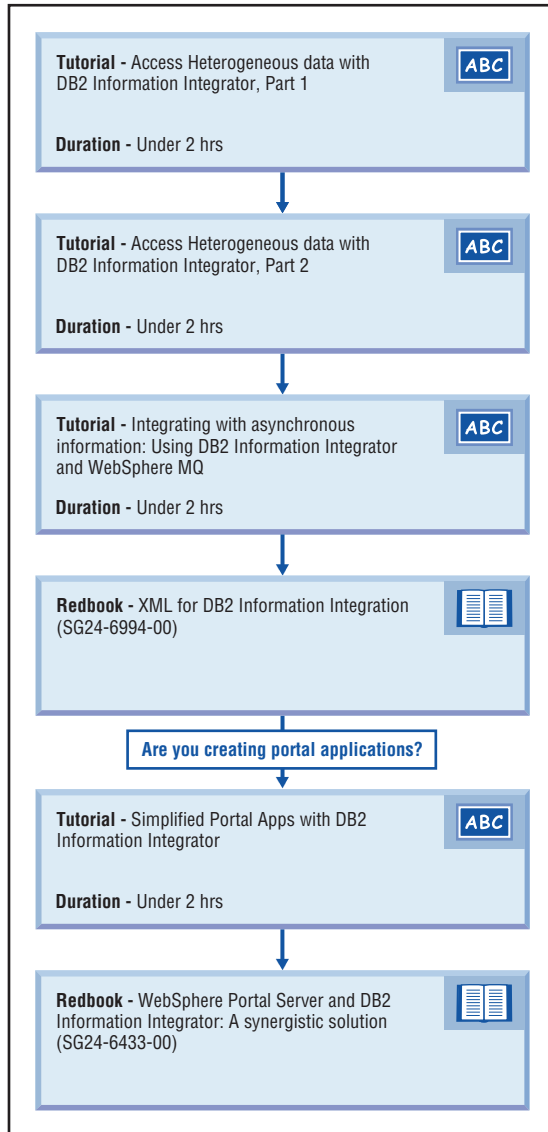 Tutorial - Access Heterogeneous data with
DB2 Information Integrator, Part 1
ABC
Duration - Under 2 hrs
Tutorial - Access Heterogeneous data with
DB2 Information Integrator, Part 2
ABC
Duration - Under 2 hrs
Tutorial - Integrating with asynchronous
information: Using DB2 Information Integrator
and WebSphere MQ
ABC
Duration - Under 2 hrs
Redbook - XML for DB2 Information Integration
(SG24-6994-00)
Are you creating portal applications?
Tutorial - Simplified Portal Apps with DB2
Information Integrator
ABC
Duration - Under 2 hrs
Redbook - WebSphere Portal Server and DB2
Information Integrator: A synergistic solution
(SG24-6433-00)